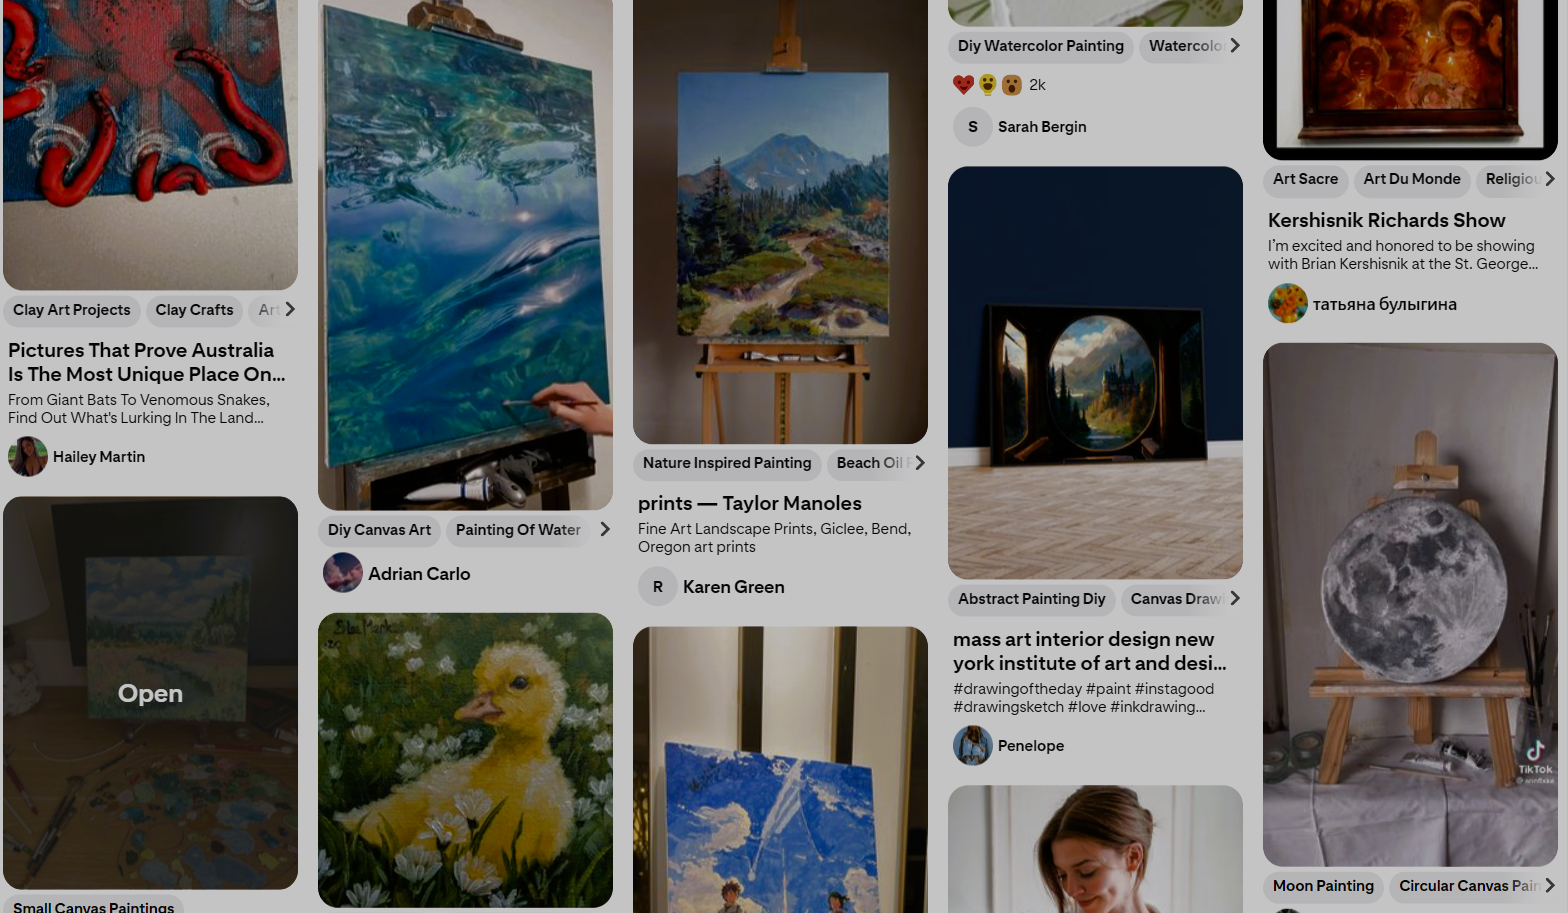 Clay Art Projects
Clay Crafts
Art
Pictures That Prove Australia
Is The Most Unique Place On...
From Giant Bats To Venomous Snakes,
Find Out What's Lurking In The Land...
Hailey Martin
Open
Small Canvas Paintings
Diy Canvas Art
Painting Of Water
Adrian Carlo
Nature Inspired Painting
Beach Oil
prints — Taylor Manoles
Fine Art Landscape Prints, Giclee, Bend,
Oregon art prints
R
Karen Green
Diy Watercolor Painting
Watercolor
2k
S
Sarah Bergin
Abstract Painting Diy
Canvas Drawi
mass art interior design new
york institute of art and desi...
#drawingoftheday #paint #instagood
#drawingsketch #love #inkdrawing...
Penelope
Art Sacre
Art Du Monde
Religiou
Kershisnik Richards Show
I'm excited and honored to be showing
with Brian Kershisnik at the St. George...
татьяна булыгина
TikTok
Moon Painting
Circular Canvas Pain